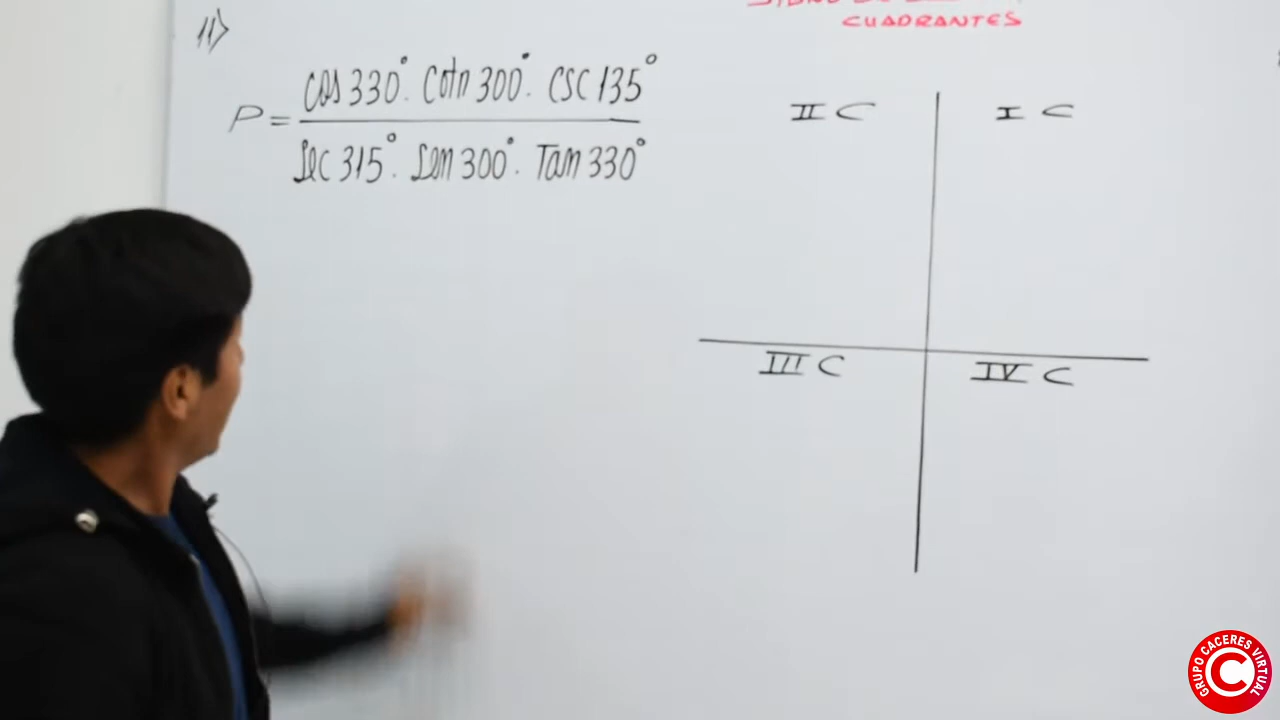 CUADRANTES
11)
P = cos 330°. Cotn 300°. CSC 135°
Sec 315°. Sen 300°. Tan 330°
II C
I C
III C
IV C
GRUPO CACERES VIRTUAL
C